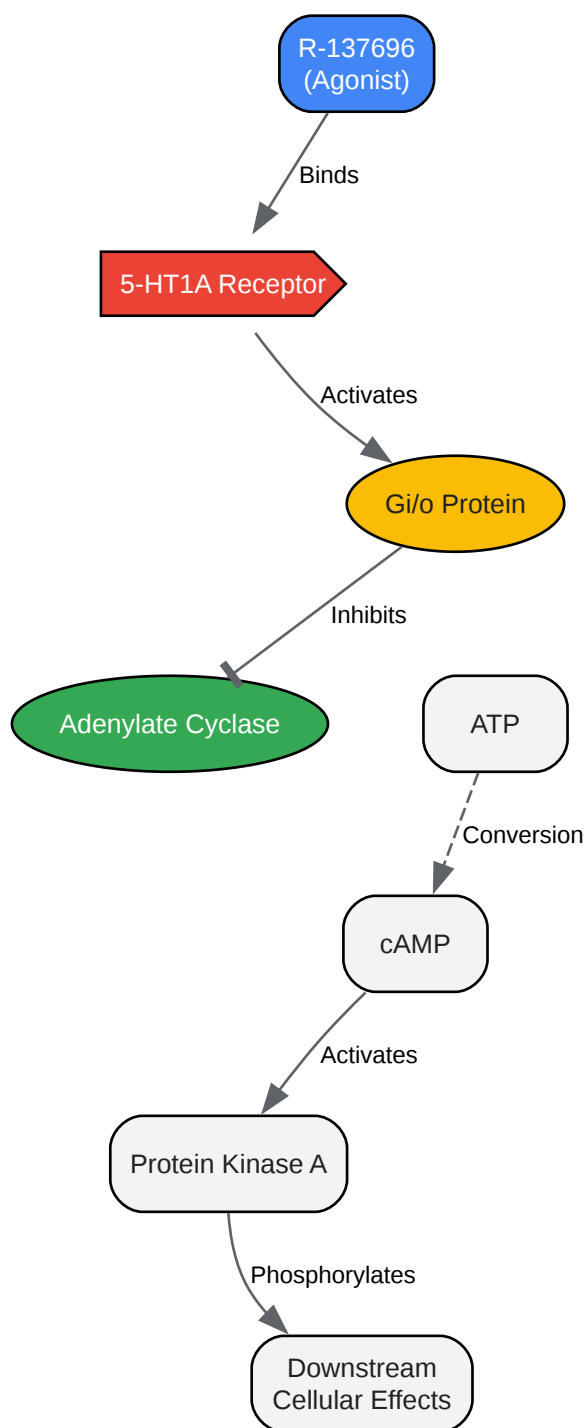 R-137696
(Agonist)
Binds
5-HT1A Receptor
Activates
Gi/o Protein
Inhibits
Adenylate Cyclase
ATP
Conversion
cAMP
Activates
Protein Kinase A
Phosphorylates
Downstream
Cellular Effects